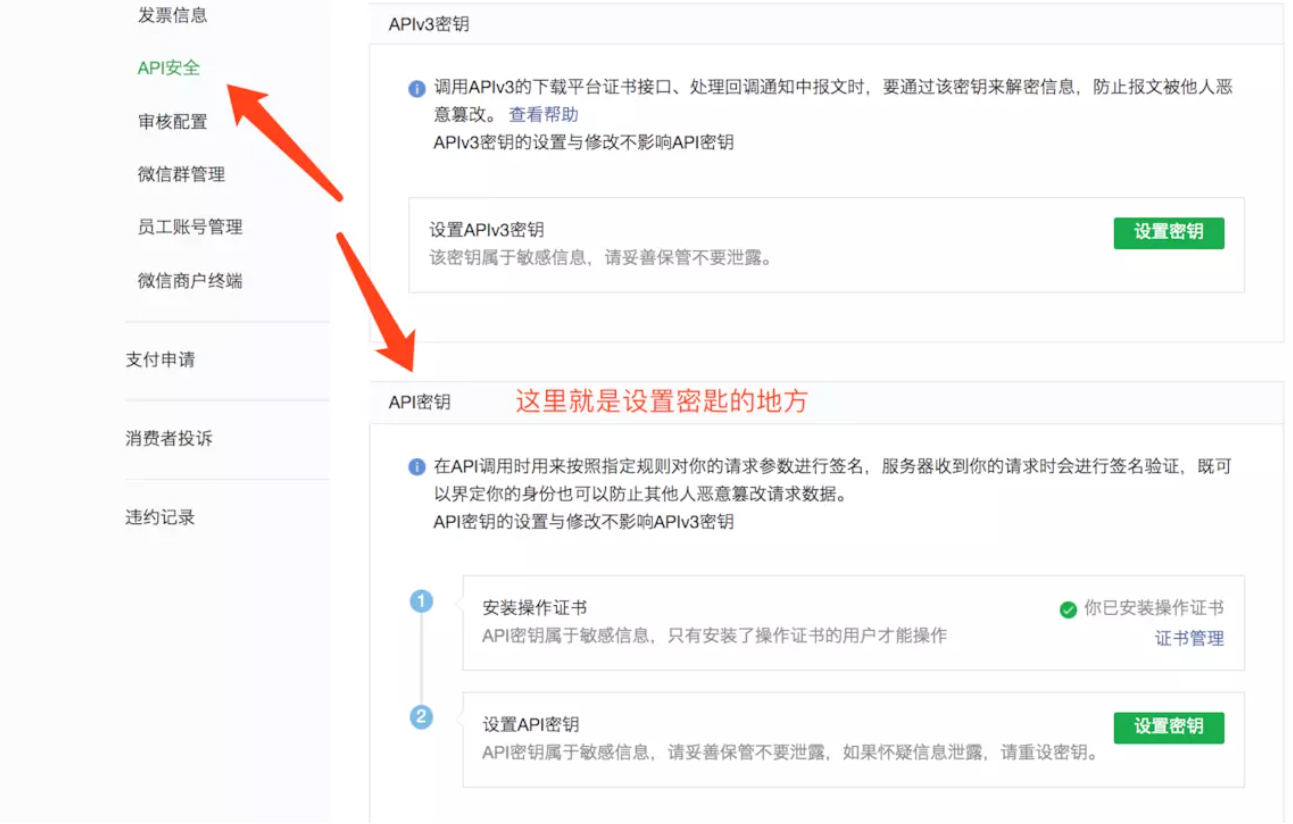 发票信息
API安全
审核配置
微信群管理
员工账号管理
微信商户终端
支付申请
消费者投诉
违约记录
APIv3密钥
调用APIv3的下载平台证书接口、处理回调通知中报文时，要通过该密钥来解密信息，防止报文被他人恶
意篡改。 查看帮助
APIv3密钥的设置与修改不影响API密钥
设置APIv3密钥
设置密钥
该密钥属于敏感信息，请妥善保管不要泄露。
API密钥 这里就是设置密匙的地方
在API调用时用来按照指定规则对你的请求参数进行签名，服务器收到你的请求时会进行签名验证，既可
以界定你的身份也可以防止其他人恶意篡改请求数据。
API密钥的设置与修改不影响APIv3密钥
1
安装操作证书
你已安装操作证书
API密钥属于敏感信息，只有安装了操作证书的用户才能操作
证书管理
2
设置API密钥
设置密钥
API密钥属于敏感信息，请妥善保管不要泄露，如果怀疑信息泄露，请重设密钥。